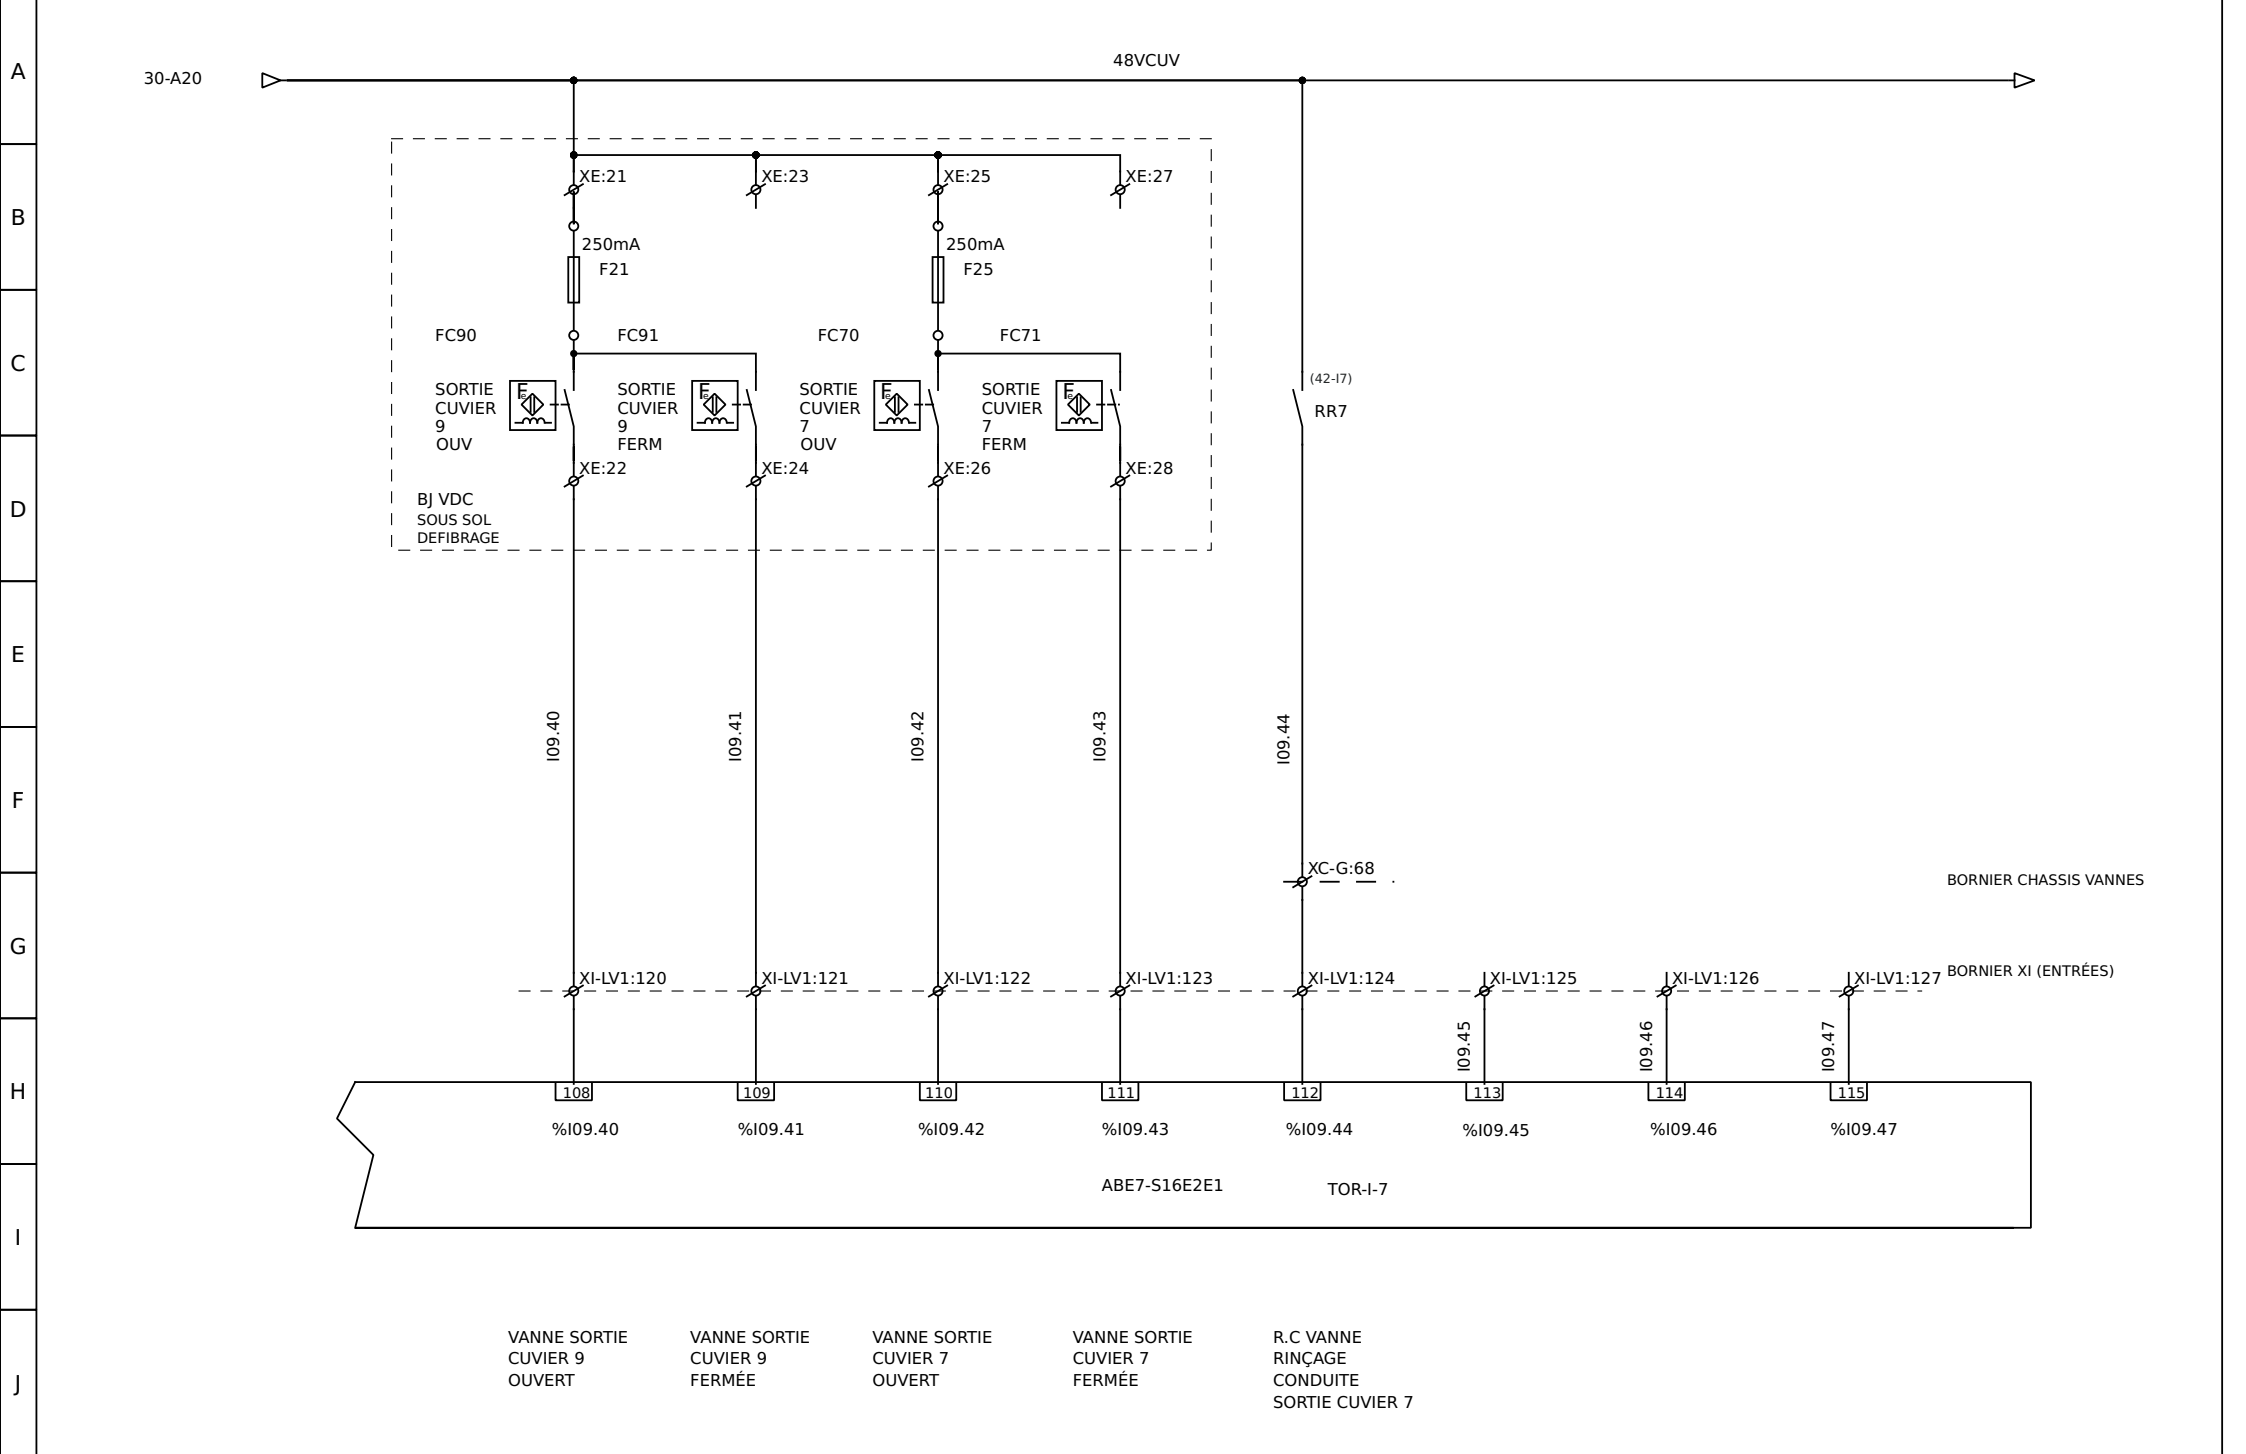 A
30-A20
48VCUV
B
XE:21
XE:23
XE:25
XE:27
250mA
F21
250mA
F25
C
FC90
FC91
FC70
FC71
SORTIE
CUVIER
9
OUV
SORTIE
CUVIER
9
FERM
SORTIE
CUVIER
7
OUV
SORTIE
CUVIER
7
FERM
Fe
Fe
Fe
Fe
(42-I7)
RR7
XE:22
XE:24
XE:26
XE:28
D
BJ VDC
SOUS SOL
DEFIBRAGE
E
I09.40
I09.41
I09.42
I09.43
I09.44
F
XC-G:68
BORNIER CHASSIS VANNES
G
XI-LV1:120
XI-LV1:121
XI-LV1:122
XI-LV1:123
XI-LV1:124
XI-LV1:125
XI-LV1:126
XI-LV1:127
BORNIER XI (ENTRÉES)
I09.45
I09.46
I09.47
H
108
109
110
111
112
113
114
115
%I09.40
%I09.41
%I09.42
%I09.43
%I09.44
%I09.45
%I09.46
%I09.47
ABE7-S16E2E1
TOR-I-7
I
VANNE SORTIE
CUVIER 9
OUVERT
VANNE SORTIE
CUVIER 9
FERMÉE
VANNE SORTIE
CUVIER 7
OUVERT
VANNE SORTIE
CUVIER 7
FERMÉE
R.C VANNE
RINÇAGE
CONDUITE
SORTIE CUVIER 7
J